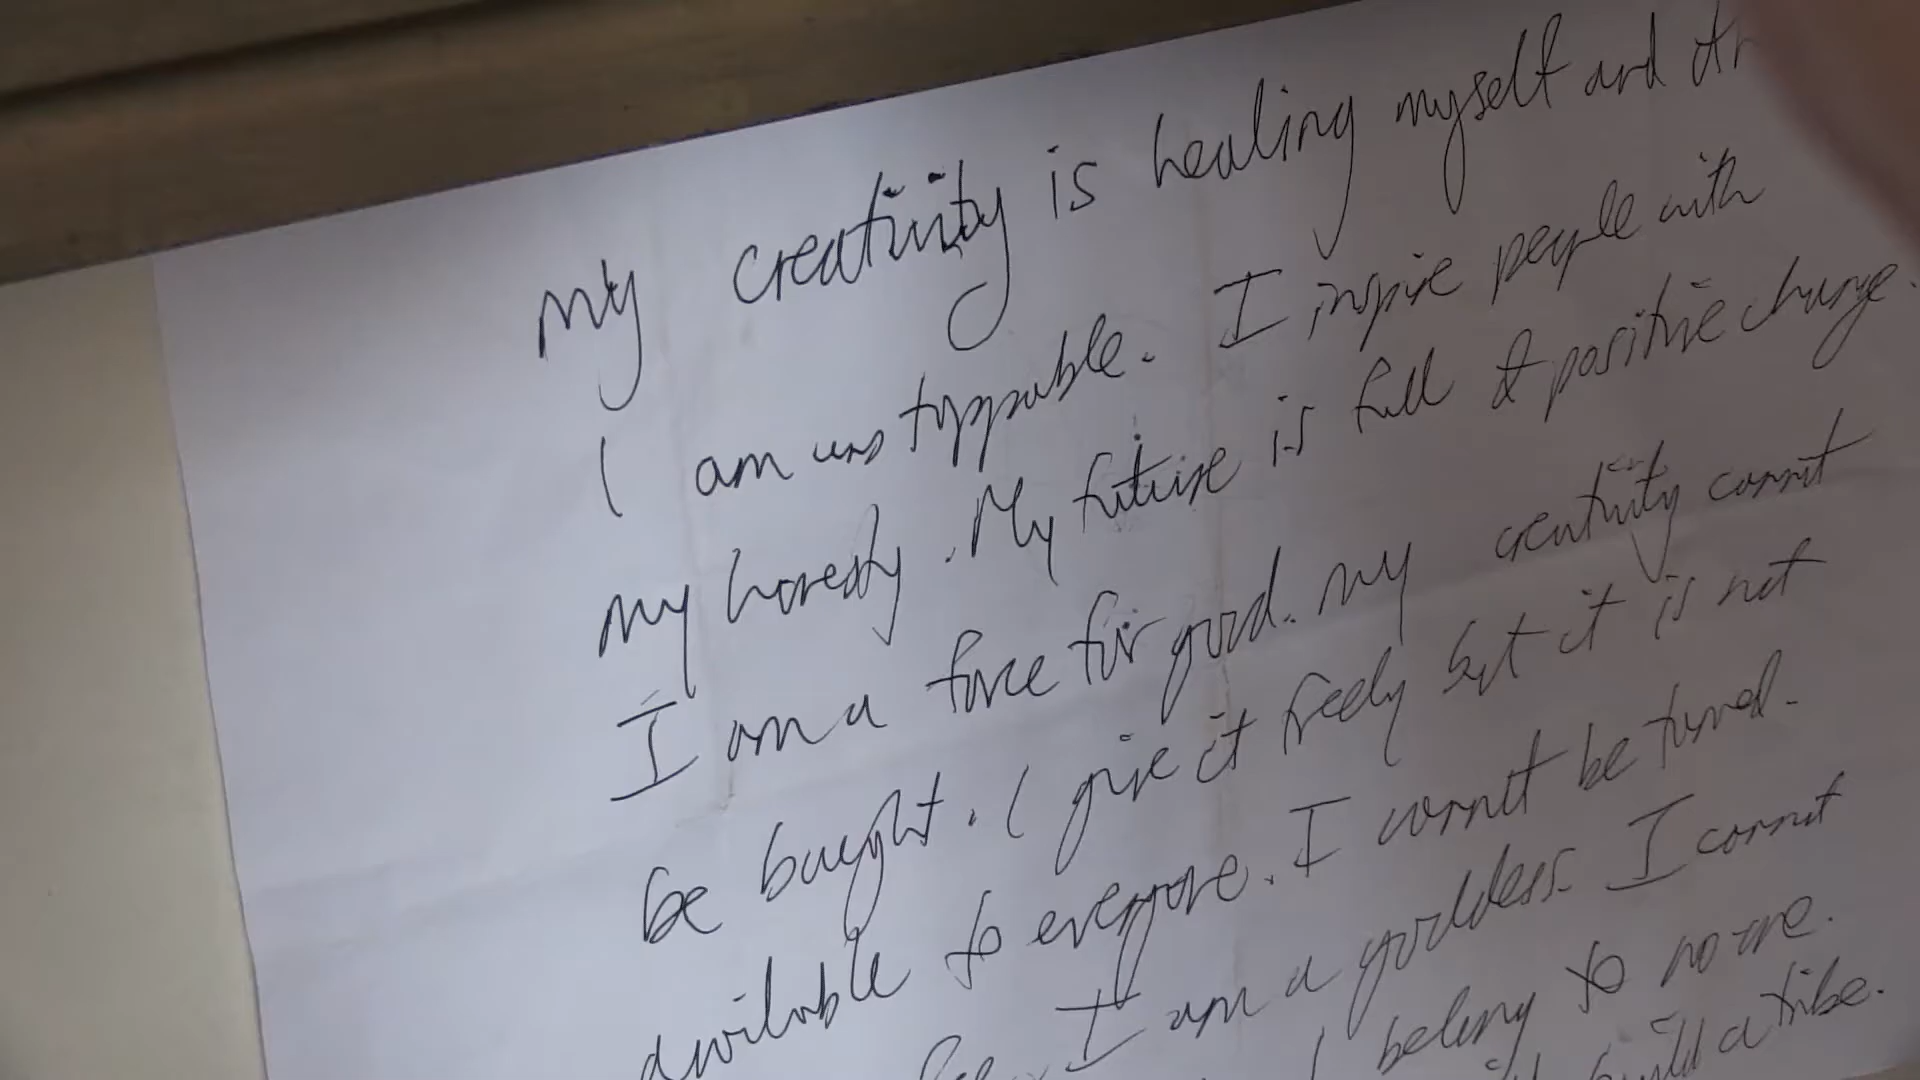 my creativity is healing myself and
I am unstoppable. I inspire people with
my honesty. My future is full of positive change.
I am a force for good. my creativity cannot
be bought. I give it freely but it is not
available to everyone. I cannot be tamed.
I am a goddess. I cannot
belong to no one.
build a tribe.